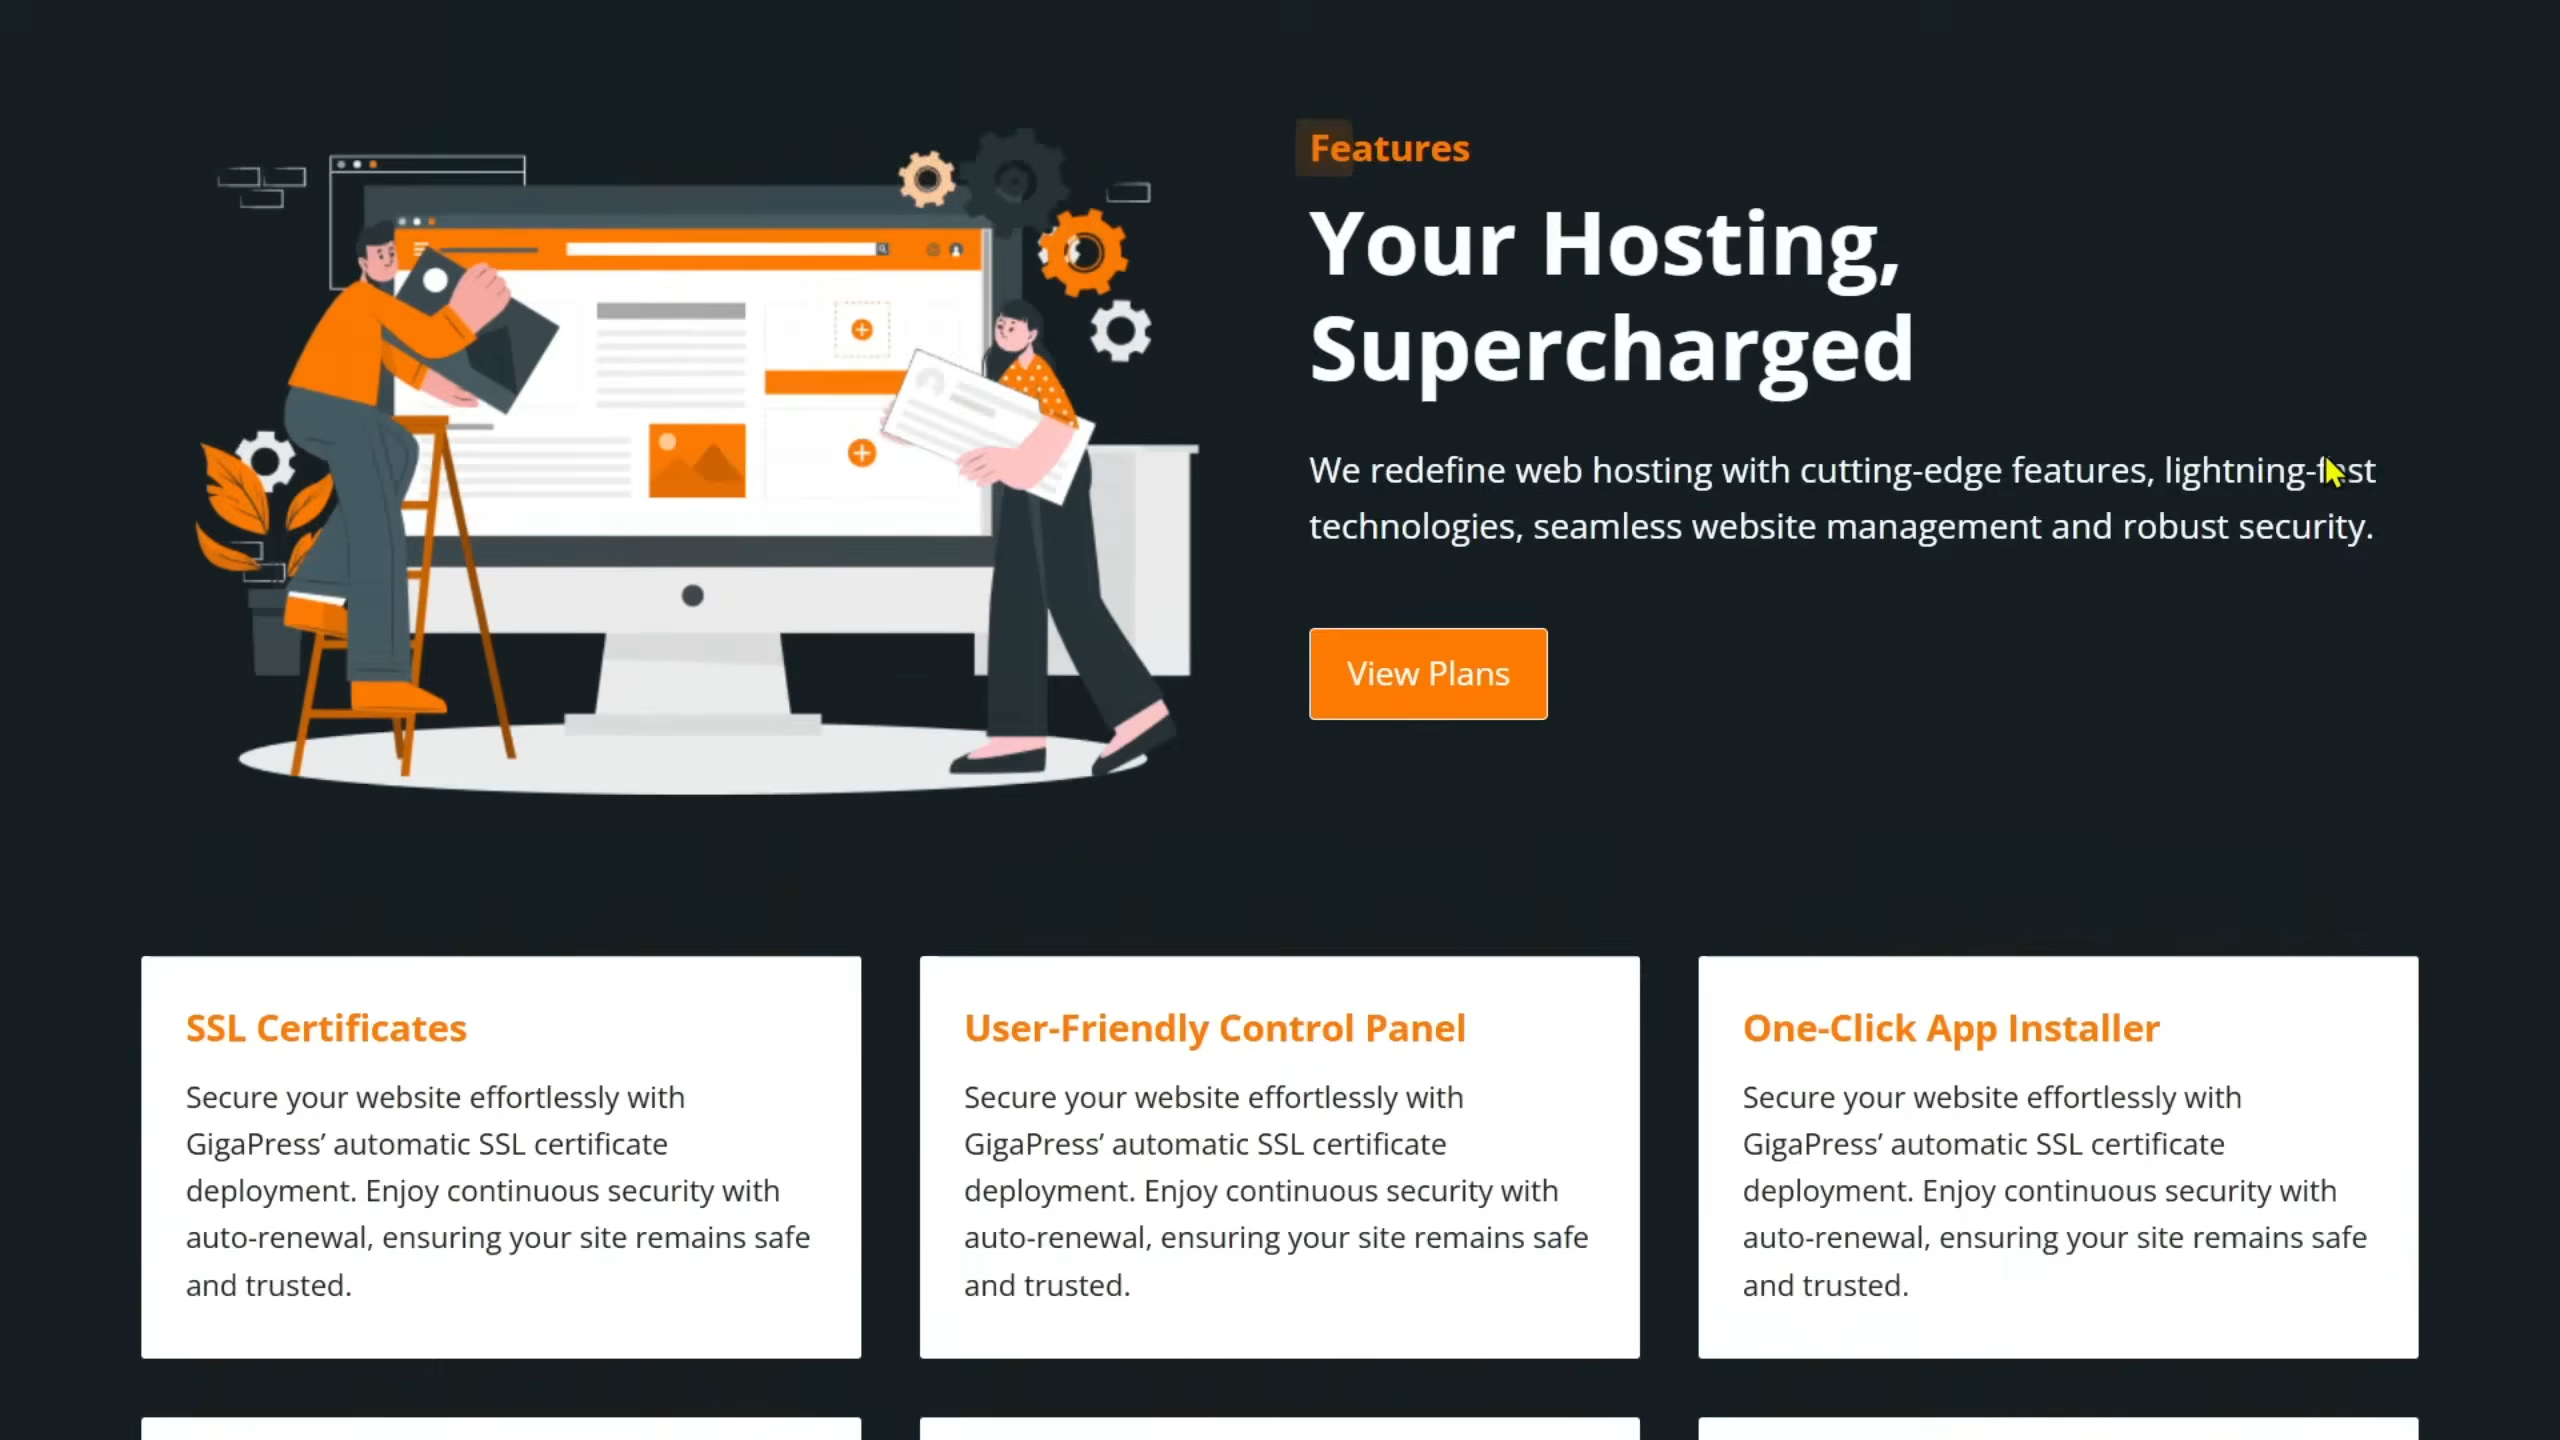 Features
Your Hosting,
Supercharged
We redefine web hosting with cutting-edge features, lightning-fast
technologies, seamless website management and robust security.
View Plans
SSL Certificates
Secure your website effortlessly with
GigaPress’ automatic SSL certificate
deployment. Enjoy continuous security with
auto-renewal, ensuring your site remains safe
and trusted.
User-Friendly Control Panel
Secure your website effortlessly with
GigaPress’ automatic SSL certificate
deployment. Enjoy continuous security with
auto-renewal, ensuring your site remains safe
and trusted.
One-Click App Installer
Secure your website effortlessly with
GigaPress’ automatic SSL certificate
deployment. Enjoy continuous security with
auto-renewal, ensuring your site remains safe
and trusted.